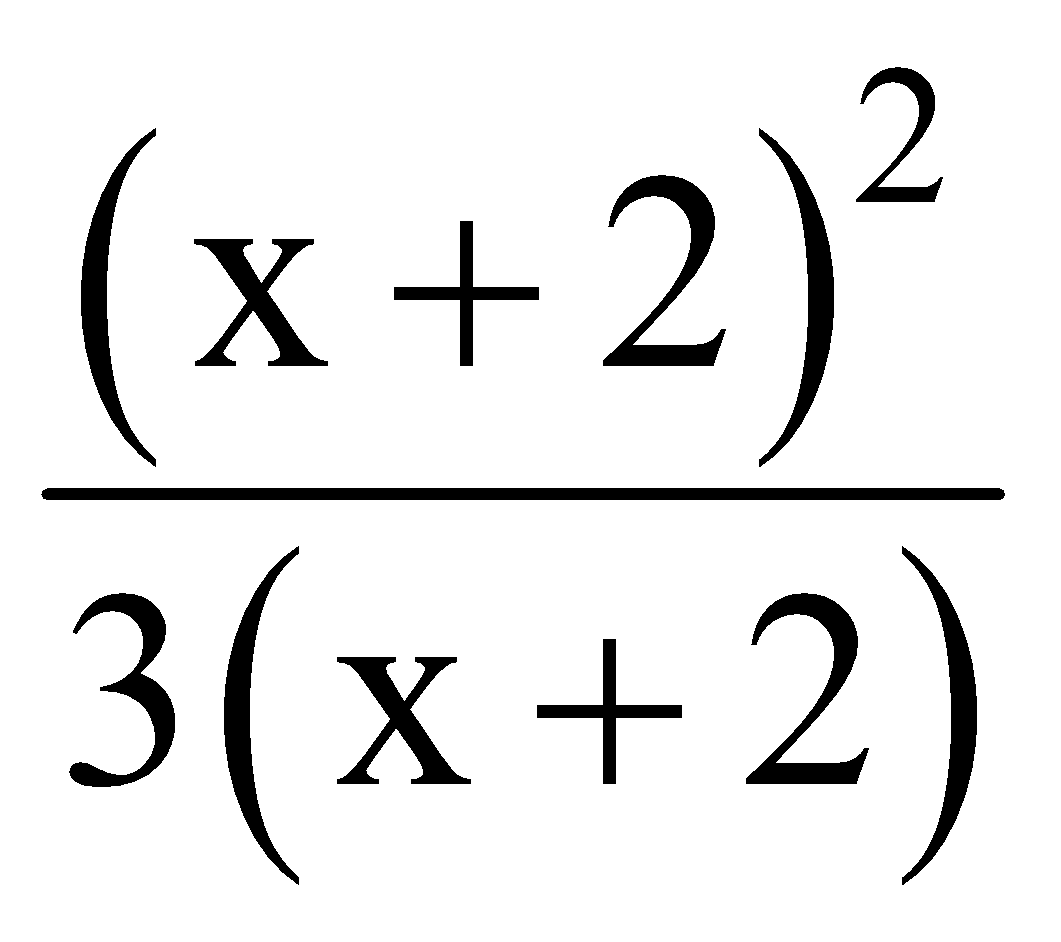 (x + 2)²
3(x + 2)